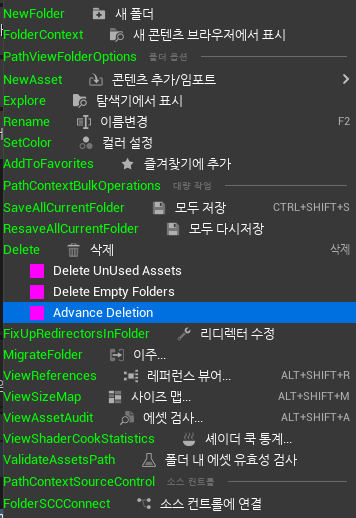 NewFolder 새 폴더
FolderContext 새 콘텐츠 브라우저에서 표시
PathViewFolderOptions 폴더 옵션
NewAsset 콘텐츠 추가/임포트
Explore 탐색기에서 표시
Rename 이름변경 F2
SetColor 컬러 설정
AddToFavorites 즐겨찾기에 추가
PathContextBulkOperations 대량 작업
SaveAllCurrentFolder 모두 저장 CTRL+SHIFT+S
ResaveAllCurrentFolder 모두 다시저장
Delete 삭제 삭제
Delete UnUsed Assets
Delete Empty Folders
Advance Deletion
FixUpRedirectorsInFolder 리디렉터 수정
MigrateFolder 이주...
ViewReferences 레퍼런스 뷰어... ALT+SHIFT+R
ViewSizeMap 사이즈 맵... ALT+SHIFT+M
ViewAssetAudit 에셋 검사... ALT+SHIFT+A
ViewShaderCookStatistics 셰이더 쿡 통계...
ValidateAssetsPath 폴더 내 에셋 유효성 검사
PathContextSourceControl 소스 컨트롤
FolderSCCConnect 소스 컨트롤에 연결